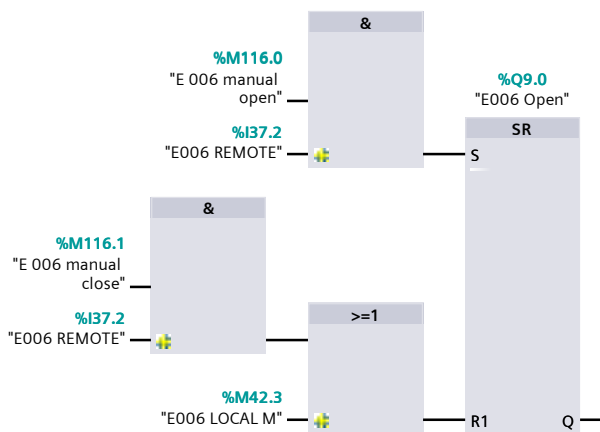 &
%M116.0
"E 006 manual
open"
%I37.2
"E006 REMOTE"
%Q9.0
"E006 Open"
SR
S
&
%M116.1
"E 006 manual
close"
%I37.2
"E006 REMOTE"
>=1
%M42.3
"E006 LOCAL M"
R1 Q